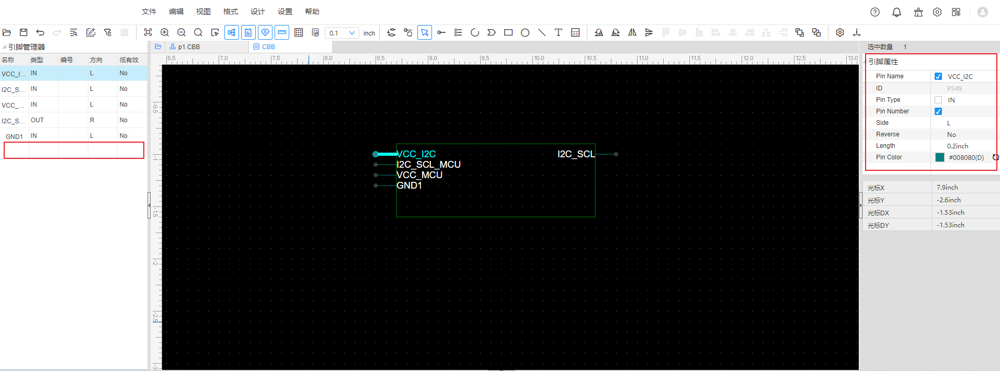 文件 编辑 视图 格式 设计 设置 帮助
0.1 inch
引脚管理器
名称 类型 编号 方向 低有效
VCC_I... IN L No
I2C_S... IN L No
VCC_... IN L No
I2C_S... OUT R No
GND1 IN L No
p1.CBB CBB
6.5 7.0 7.5 8.0 8.5 9.0 9.5 10.0 10.5 11.0 11.5 12.0 12.5 13.0
-0.5
-1
-1.5
-2
-2.5
-3
VCC_I2C I2C_SCL
I2C_SCL_MCU
VCC_MCU
GND1
选中数量 1
引脚属性
Pin Name VCC_I2C
ID P549
Pin Type IN
Pin Number
Side L
Reverse No
Length 0.2inch
Pin Color #008080(D)
光标X 7.9inch
光标Y -2.6inch
光标DX -1.53inch
光标DY -1.53inch